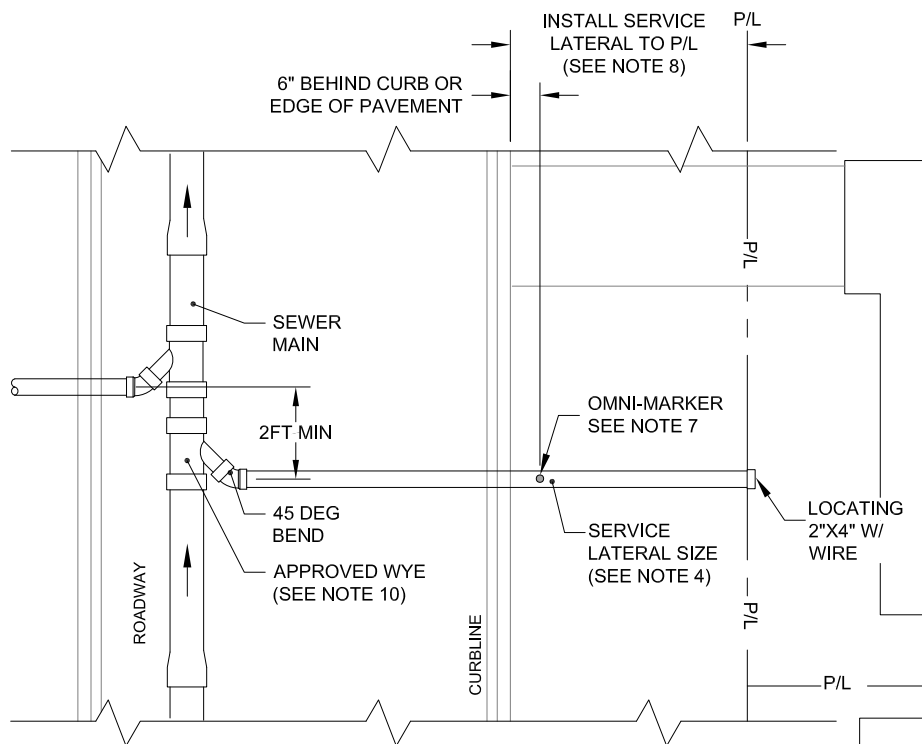 INSTALL SERVICE
LATERAL TO P/L
(SEE NOTE 8)
P/L
6" BEHIND CURB OR
EDGE OF PAVEMENT
P/L
SEWER
MAIN
2FT MIN
OMNI-MARKER
SEE NOTE 7
45 DEG
BEND
SERVICE
LATERAL SIZE
(SEE NOTE 4)
LOCATING
2"X4" W/
WIRE
APPROVED WYE
(SEE NOTE 10)
ROADWAY
CURBLINE
P/L
P/L